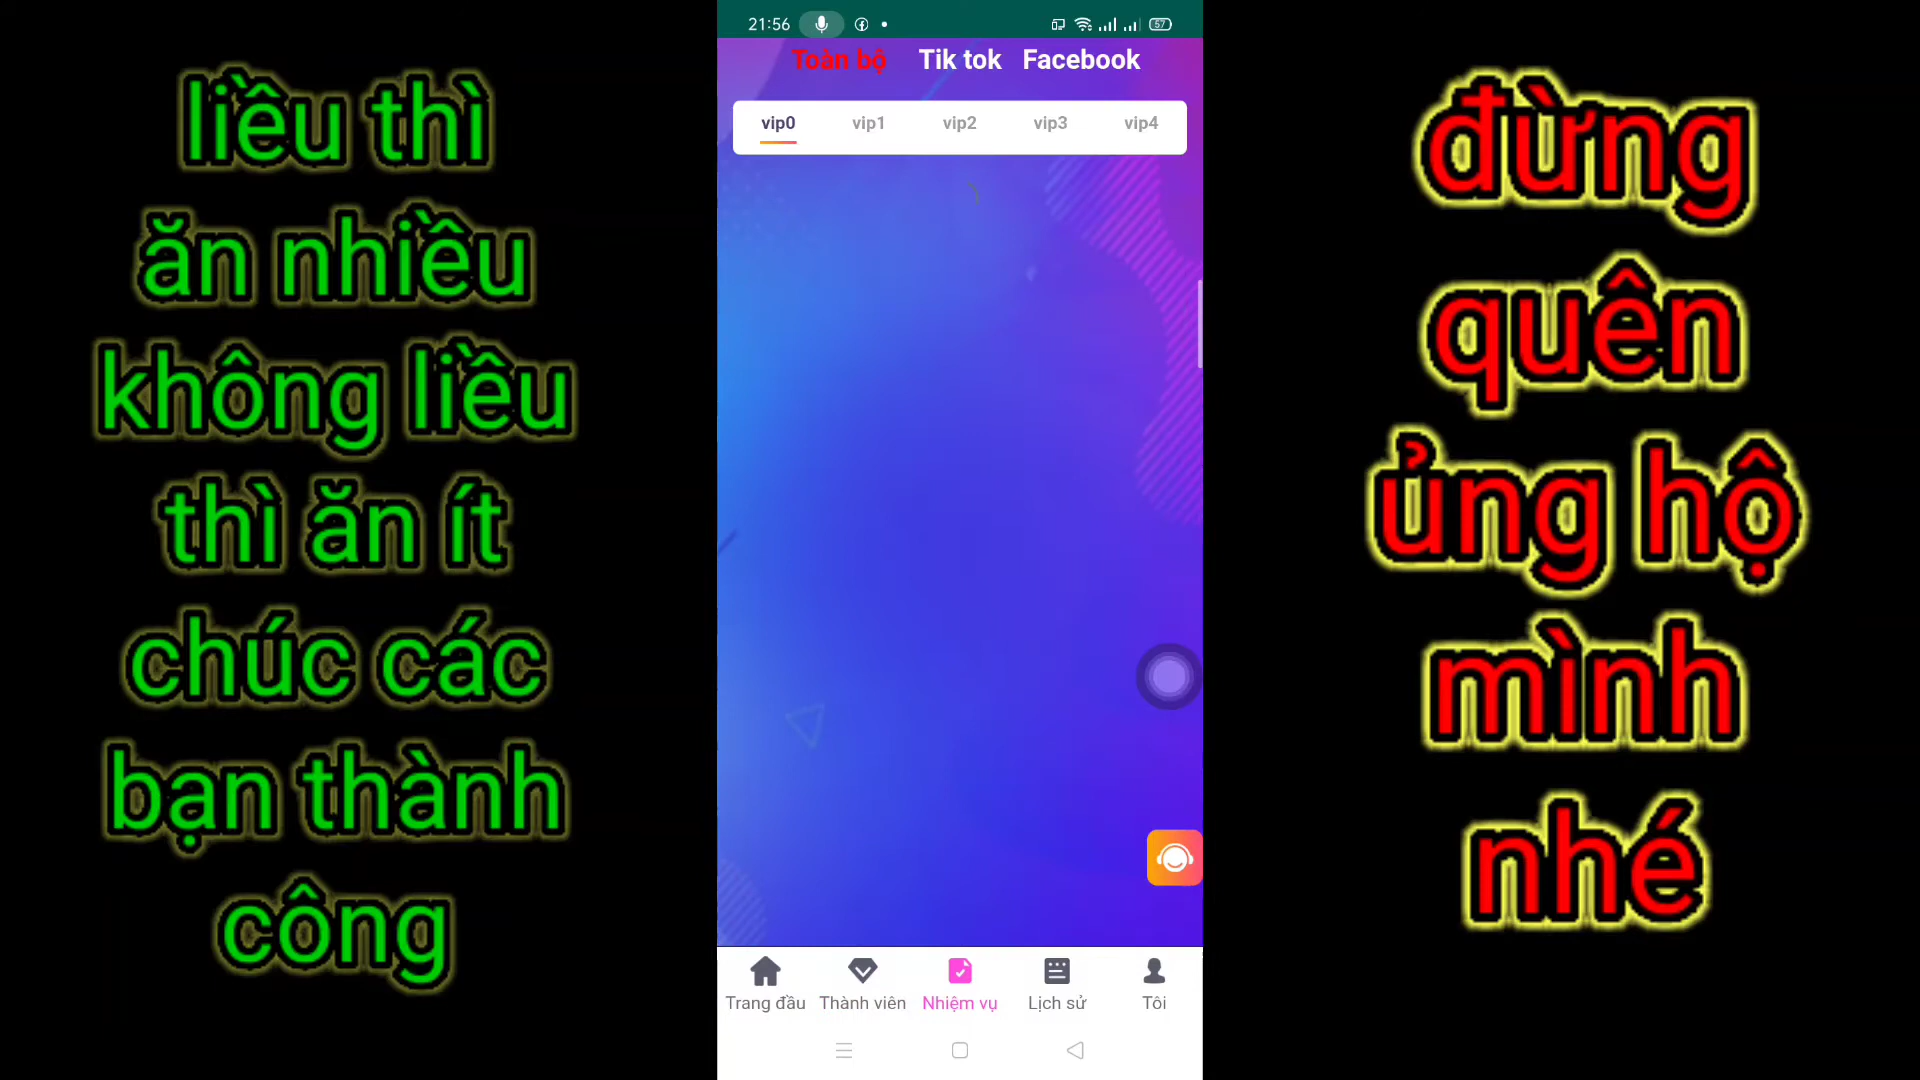 liều thì
ăn nhiều
không liều
thì ăn ít
chúc các
bạn thành
công
21:56
57
Toàn bộ Tik tok Facebook
vip0 vip1 vip2 vip3 vip4
Trang đầu Thành viên Nhiệm vụ Lịch sử Tôi
đừng
quên
ủng hộ
mình
nhé